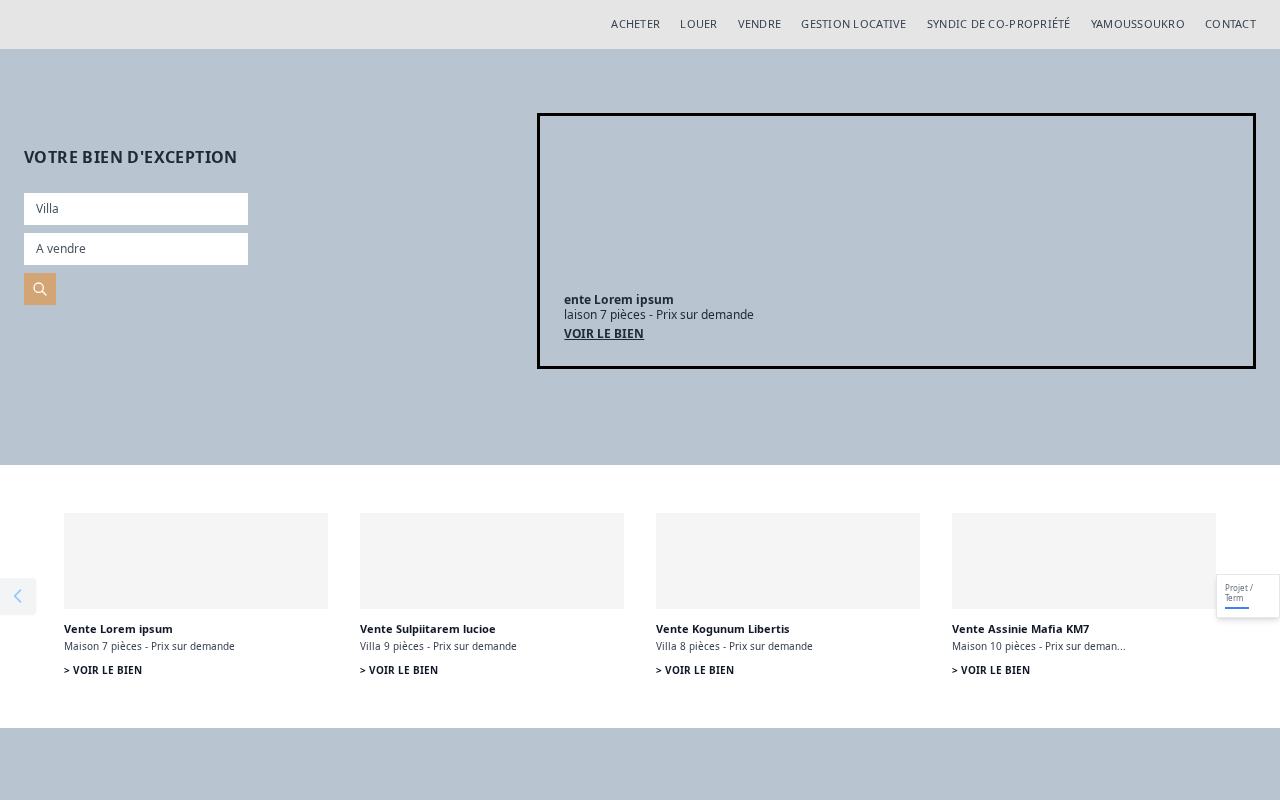 ACHETER LOUER VENDRE GESTION LOCATIVE SYNDIC DE CO-PROPRIÉTÉ YAMOUSSOUKRO CONTACT
VOTRE BIEN D'EXCEPTION
Villa
A vendre
ente Lorem ipsum
laison 7 pièces - Prix sur demande
VOIR LE BIEN
Vente Lorem ipsum
Maison 7 pièces - Prix sur demande
> VOIR LE BIEN
Vente Sulpiitarem lucioe
Villa 9 pièces - Prix sur demande
> VOIR LE BIEN
Vente Kogunum Libertis
Villa 8 pièces - Prix sur demande
> VOIR LE BIEN
Vente Assinie Mafia KM7
Maison 10 pièces - Prix sur deman...
> VOIR LE BIEN
Projet /
Term